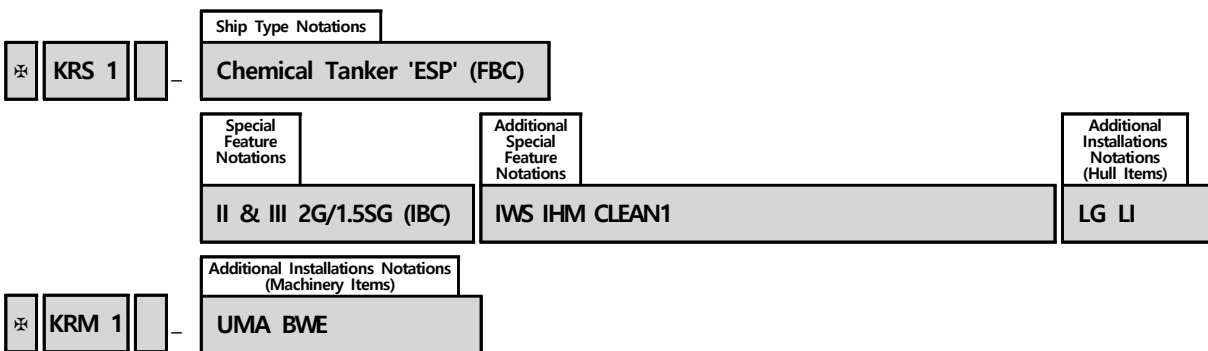 Ship Type Notations
✠ KRS 1 _ Chemical Tanker 'ESP' (FBC)
Special
Feature
Notations
Additional
Special
Feature
Notations
Additional
Installations
Notations
(Hull Items)
II & III 2G/1.5SG (IBC) IWS IHM CLEAN1 LG LI
Additional Installations Notations
(Machinery Items)
✠ KRM 1 _ UMA BWE